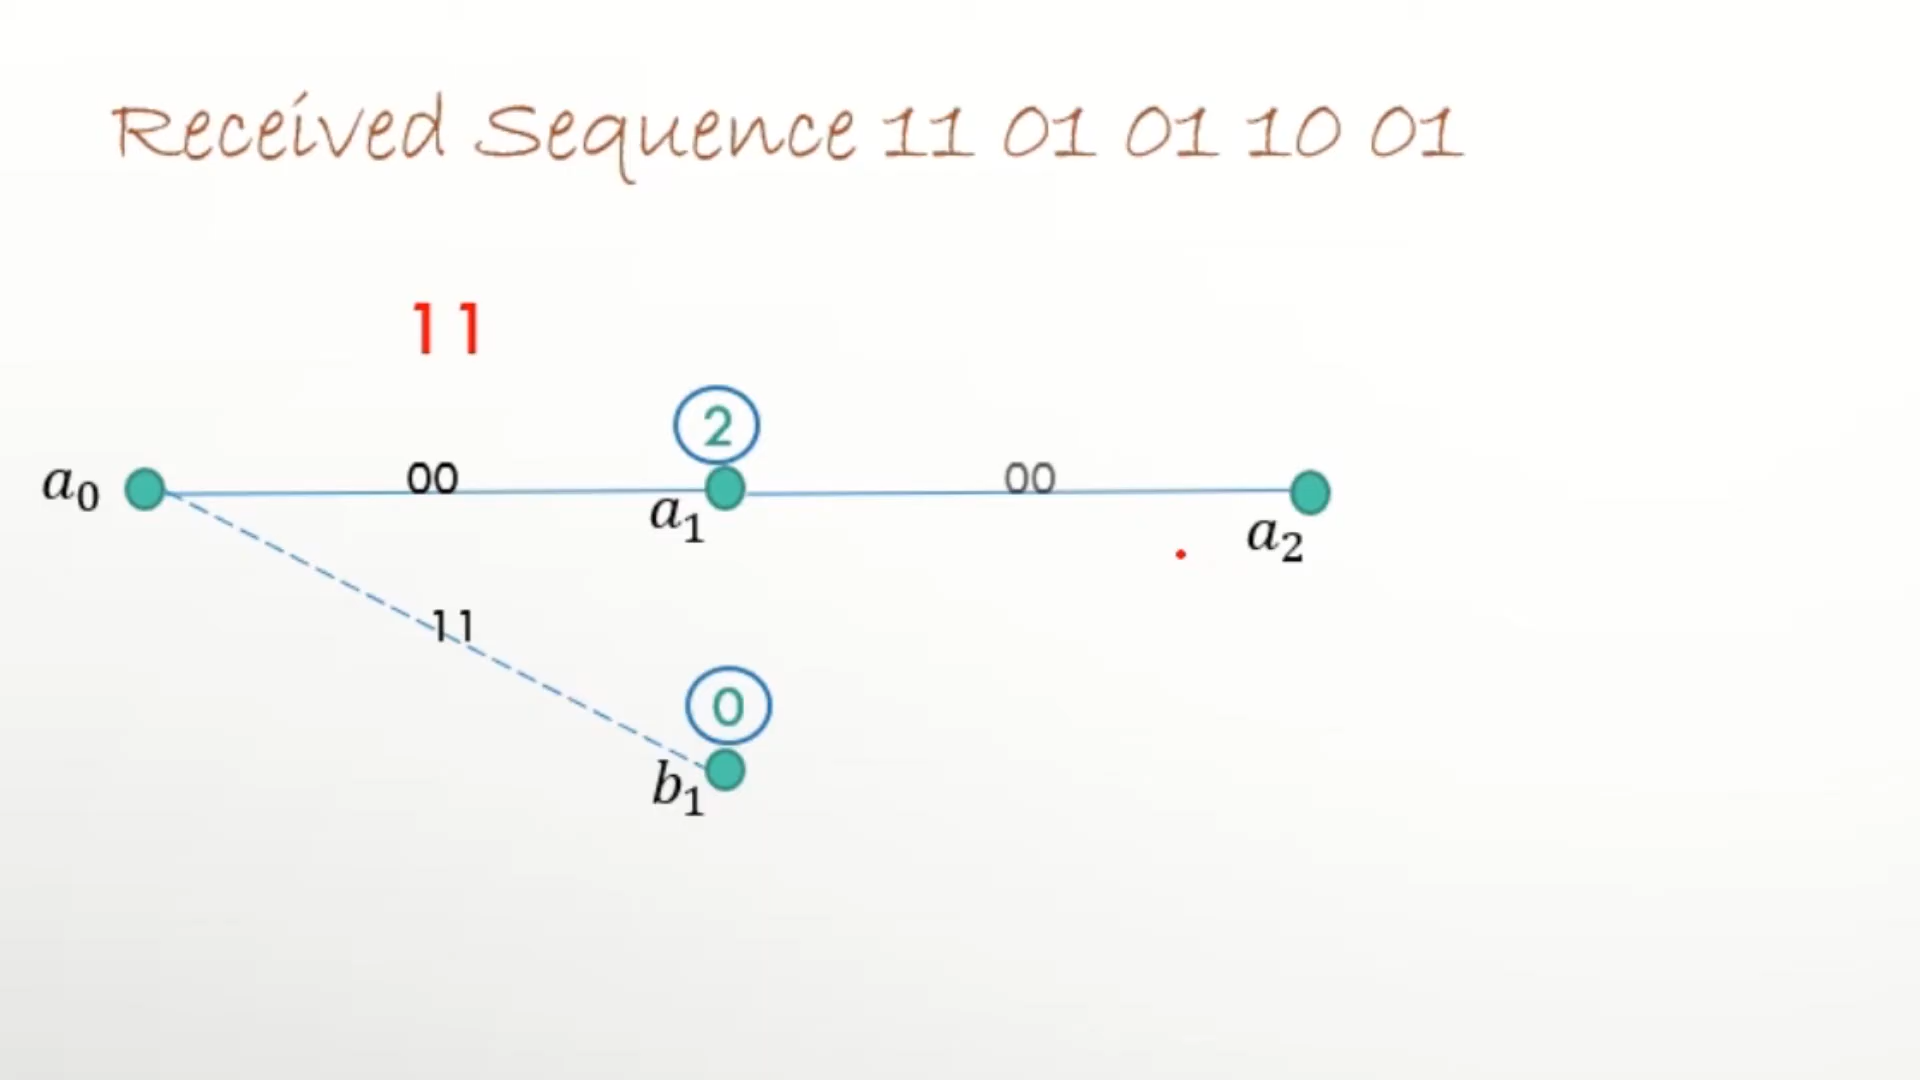 Received Sequence 11 01 01 10 01
11
2
a₀ 00 a₁ 00 a₂
11
0
b₁